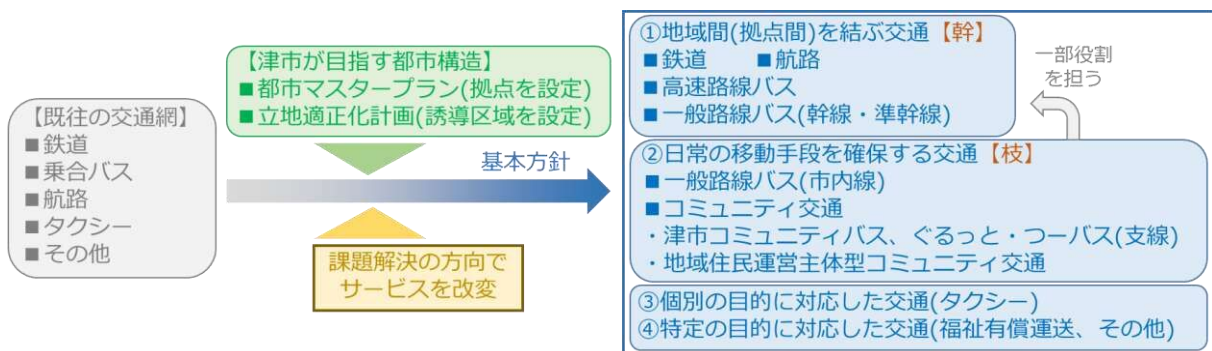 【既往の交通網】
■鉄道
■乗合バス
■航路
■タクシー
■その他
【津市が目指す都市構造】
■都市マスタープラン(拠点を設定)
■立地適正化計画(誘導区域を設定)
基本方針
課題解決の方向で
サービスを改変
①地域間(拠点間)を結ぶ交通【幹】
■鉄道 ■航路
■高速路線バス
■一般路線バス(幹線・準幹線)
一部役割
を担う
②日常の移動手段を確保する交通【枝】
■一般路線バス(市内線)
■コミュニティ交通
・津市コミュニティバス、ぐるっと・つーバス(支線)
・地域住民運営主体型コミュニティ交通
③個別の目的に対応した交通(タクシー)
④特定の目的に対応した交通(福祉有償運送、その他)